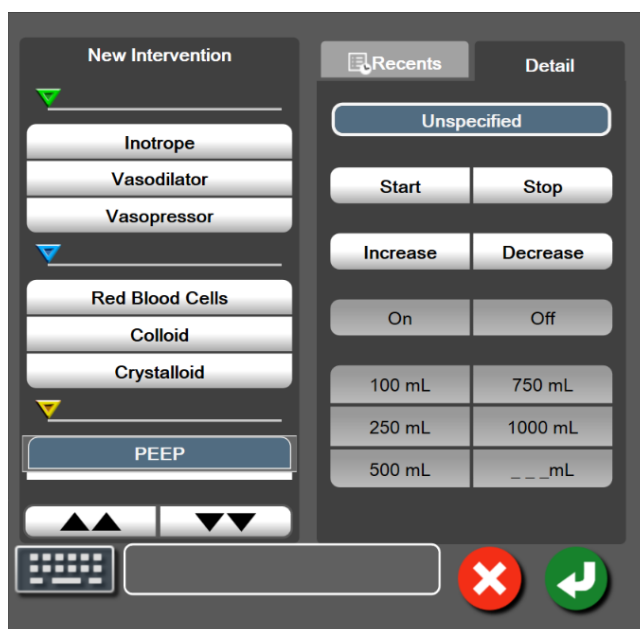 New Intervention
Inotrope
Vasodilator
Vasopressor
Red Blood Cells
Colloid
Crystalloid
PEEP
Recents
Detail
Unspecified
Start Stop
Increase Decrease
On Off
100 mL 750 mL
250 mL 1000 mL
500 mL _ _ _mL